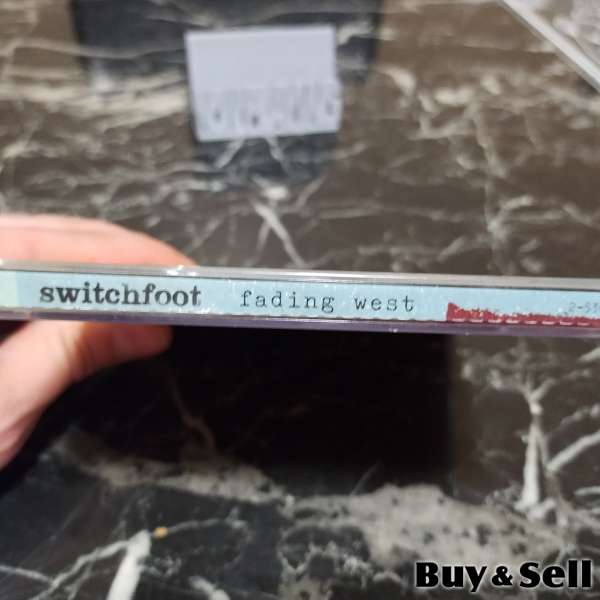 switchfoot fading west
Buy & Sell